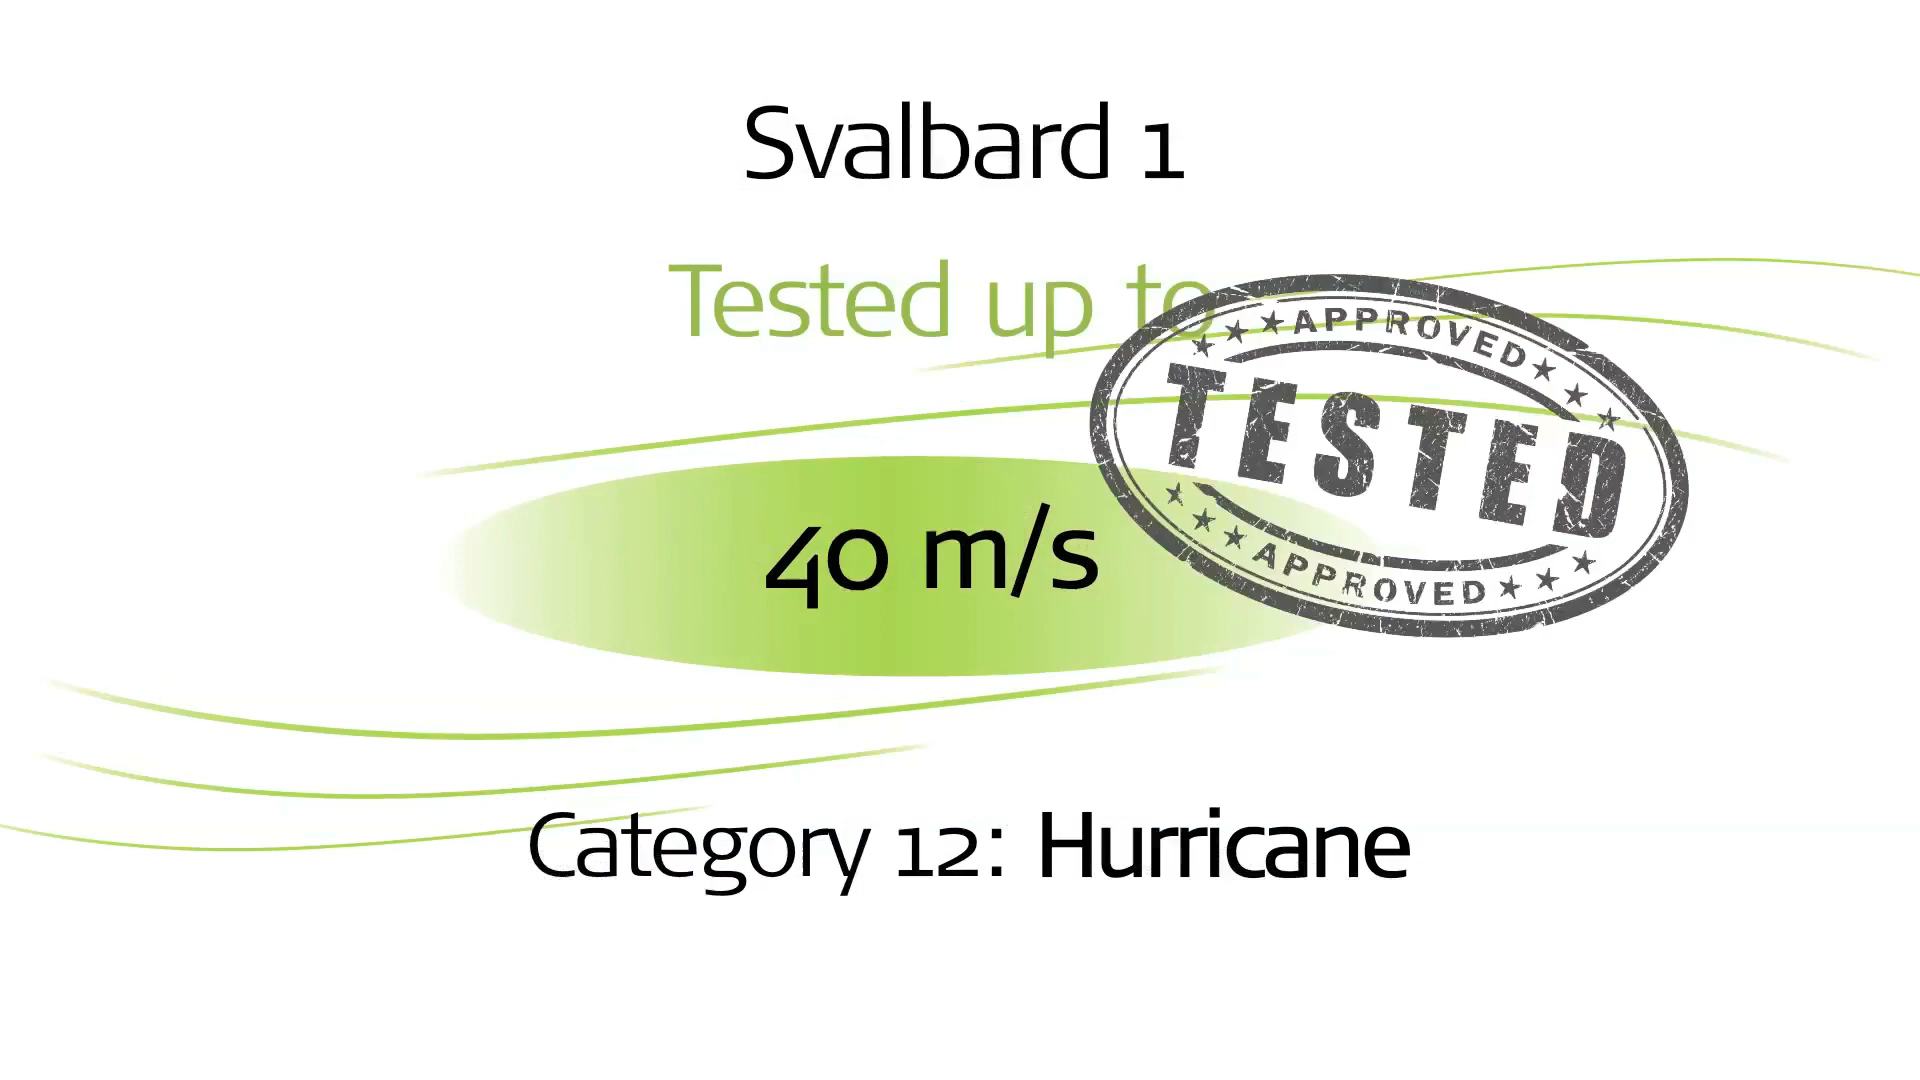 Svalbard 1
Tested up to
APPROVED
TESTED
APPROVED
40 m/s
Category 12: Hurricane